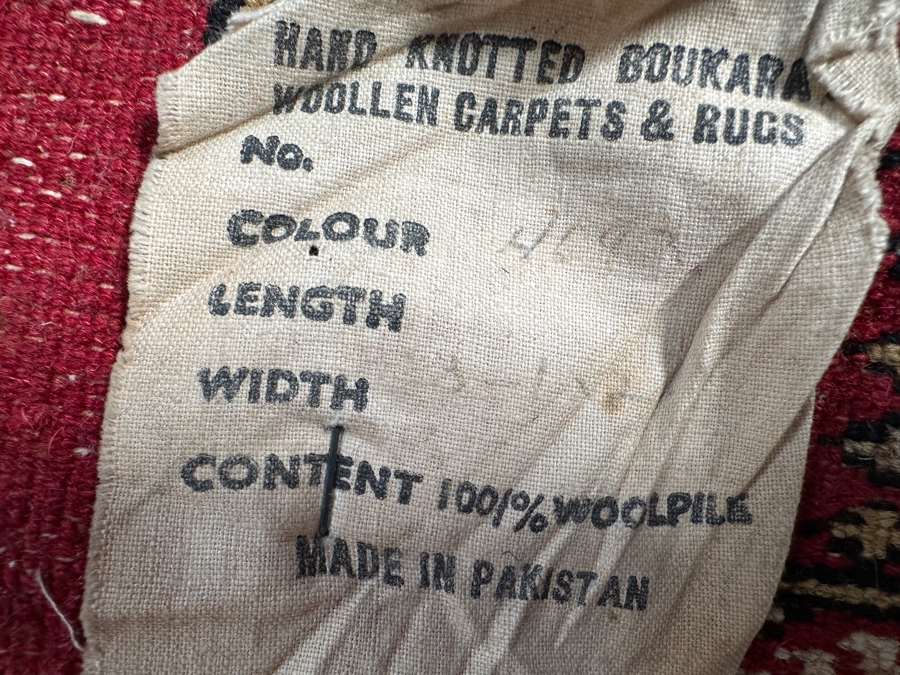 HAND KNOTTED BOUKARA
WOOLLEN CARPETS & RUGS
No.
COLOUR
LENGTH
WIDTH
CONTENT 100/% WOOLPILE
MADE IN PAKISTAN